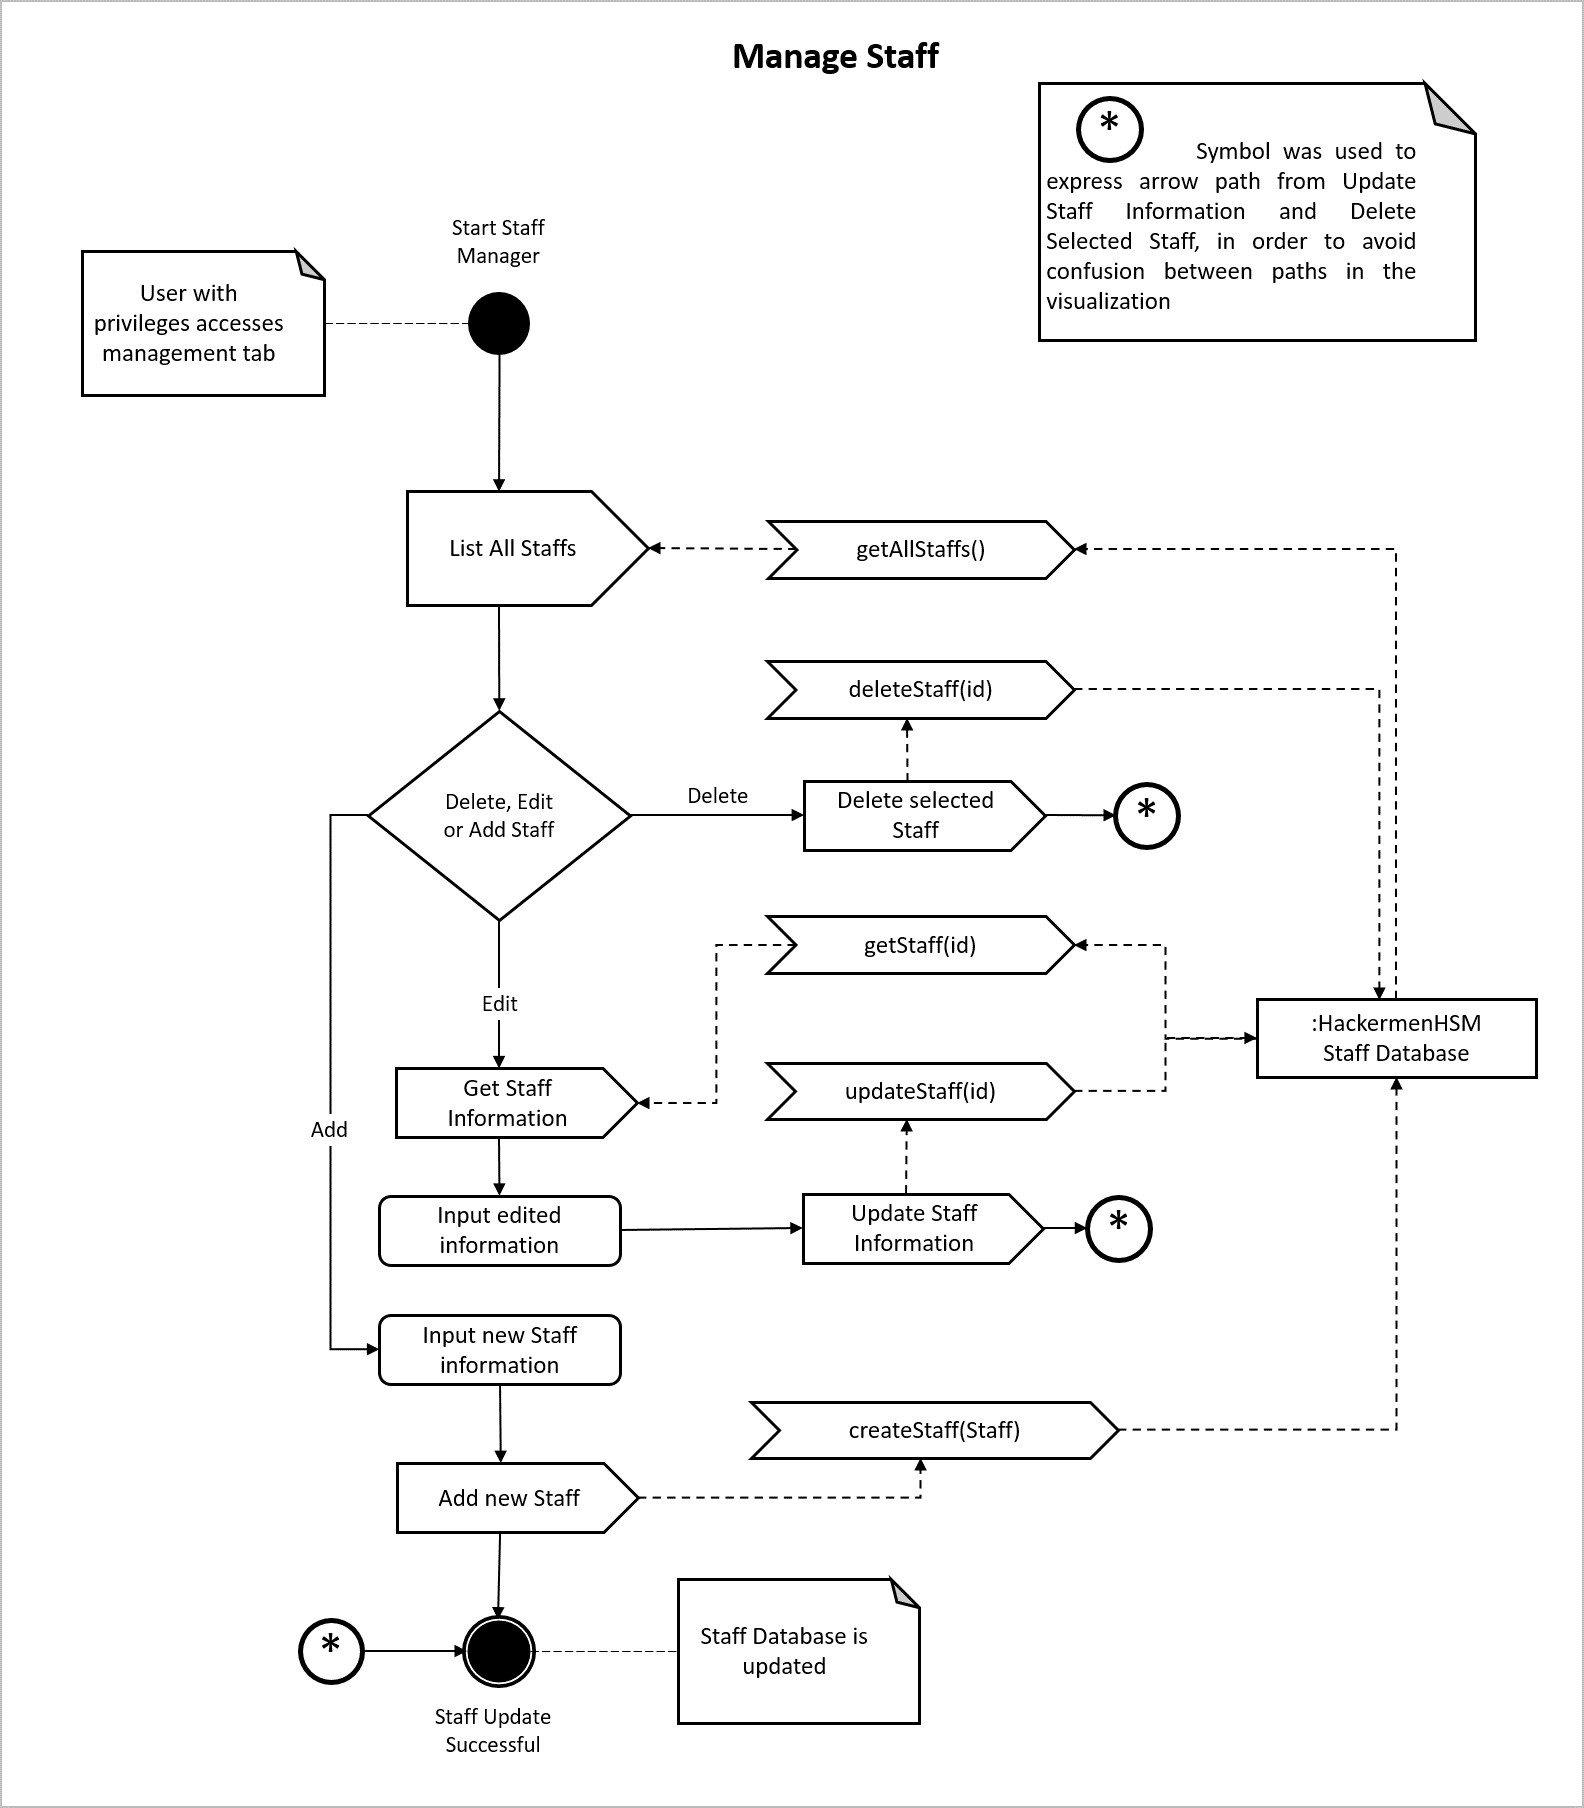 Manage Staff
*
Symbol was used to
express arrow path from Update
Staff Information and Delete
Selected Staff, in order to avoid
confusion between paths in the
visualization
Start Staff
Manager
User with
privileges accesses
management tab
List All Staffs
getAllStaffs()
deleteStaff(id)
Delete, Edit
or Add Staff
Delete
Delete selected
Staff
*
getStaff(id)
Edit
:HackermenHSM
Staff Database
Get Staff
Information
updateStaff(id)
Add
Input edited
information
Update Staff
Information
*
Input new Staff
information
createStaff(Staff)
Add new Staff
*
Staff Database is
updated
Staff Update
Successful